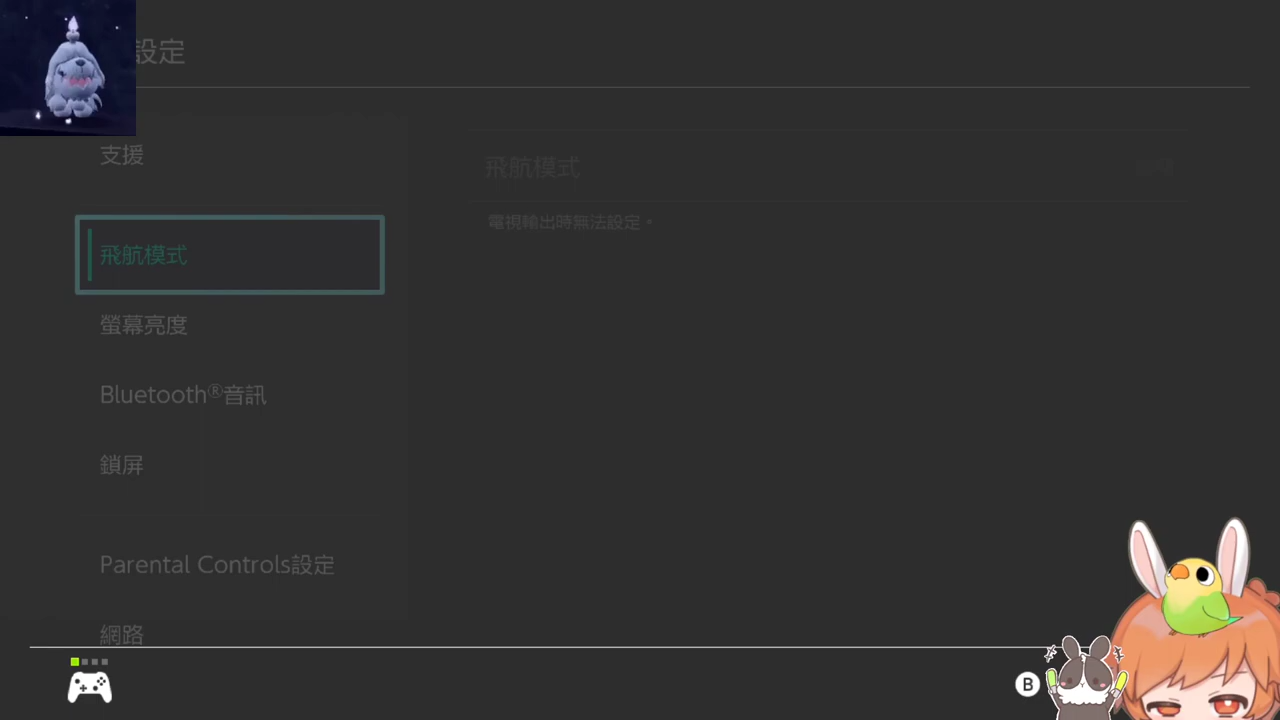 設定
支援
飛航模式
飛航模式
電視輸出時無法設定。
螢幕亮度
Bluetooth®音訊
鎖屏
Parental Controls設定
網路
B